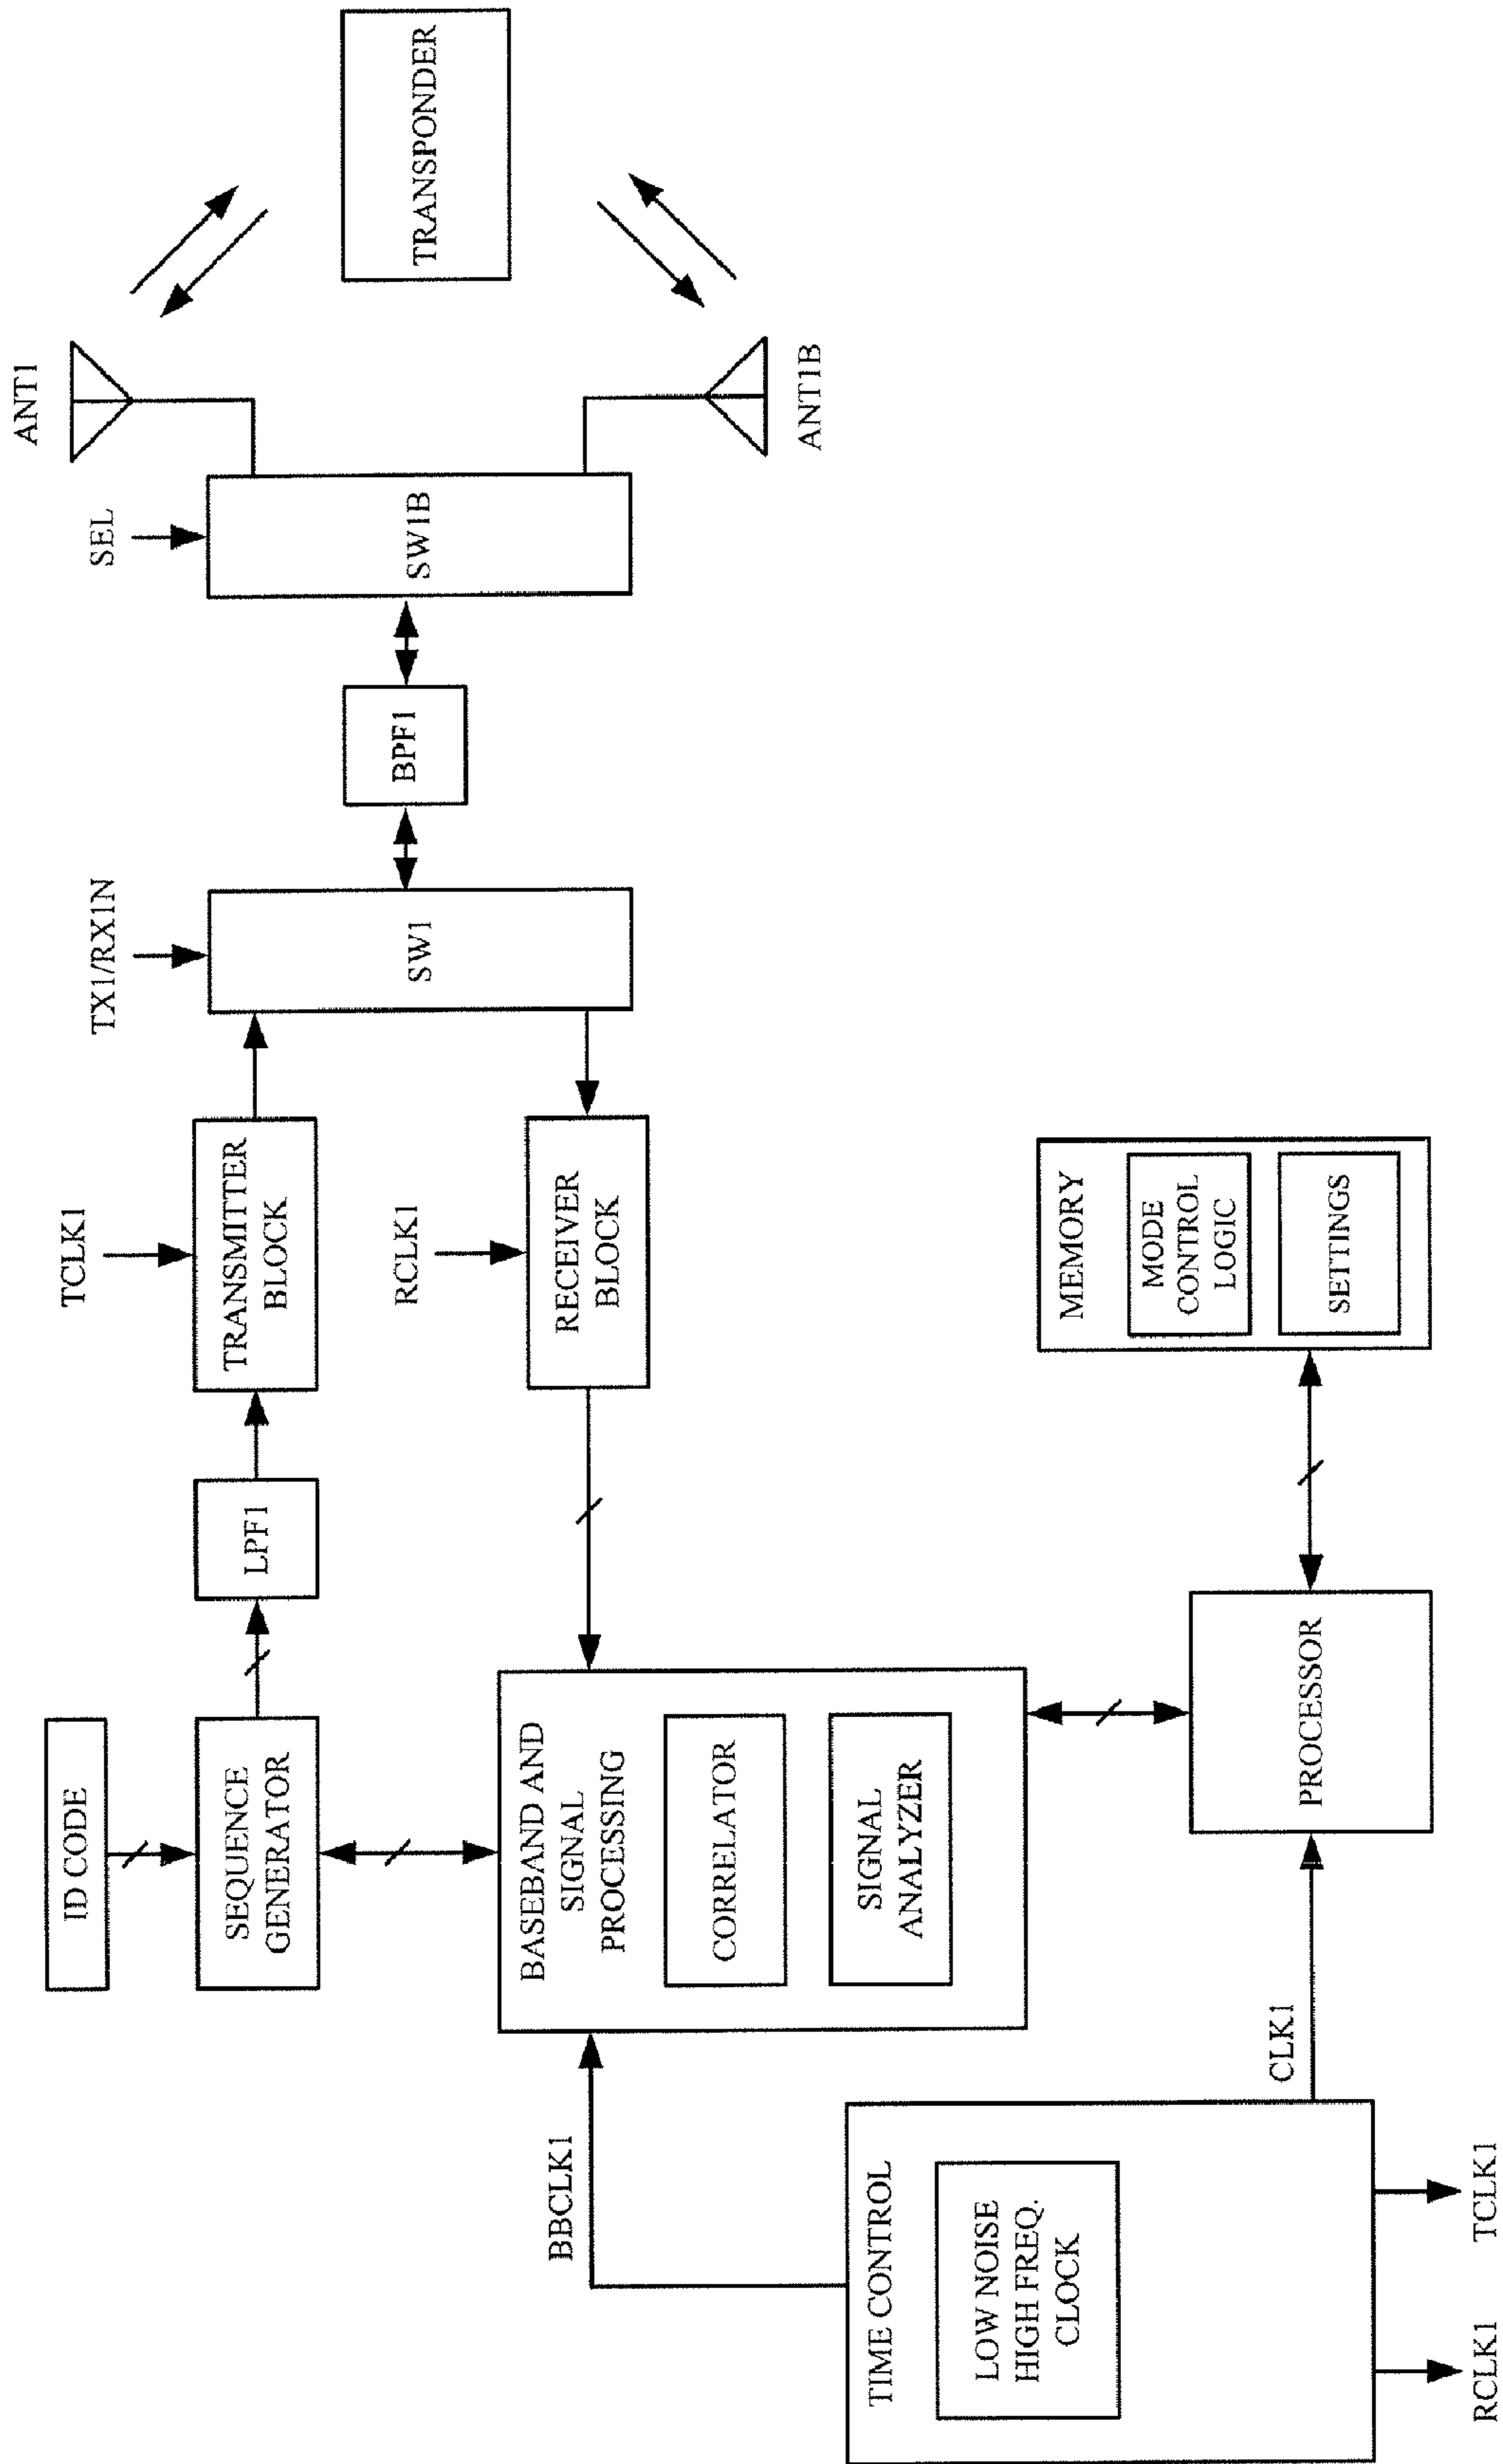 ID CODE
SEQUENCE
GENERATOR
LPF1
TCLK1
TRANSMITTER
BLOCK
TX1/RX1N
SW1
BPF1
SEL
SW1B
ANT1
ANT1B
TRANSPONDER
RCLK1
RECEIVER
BLOCK
BASEBAND AND
SIGNAL
PROCESSING
CORRELATOR
SIGNAL
ANALYZER
BBCLK1
TIME CONTROL
LOW NOISE
HIGH FREQ.
CLOCK
CLK1
PROCESSOR
MEMORY
MODE
CONTROL
LOGIC
SETTINGS
RCLK1
TCLK1